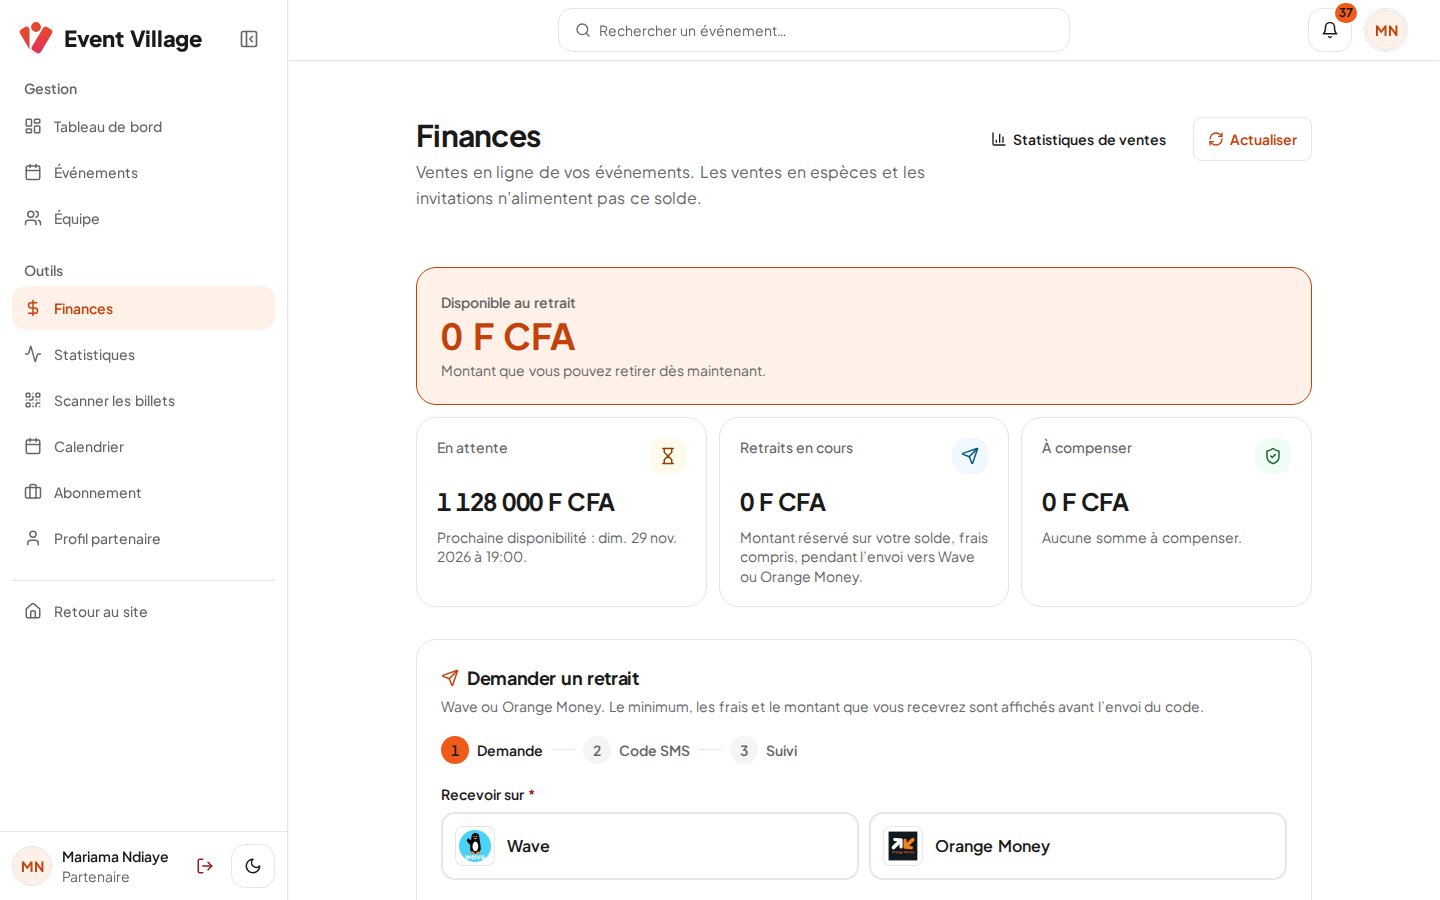 Event Village
Rechercher un événement...
37
MN
Gestion
Tableau de bord
Événements
Équipe
Outils
Finances
Statistiques
Scanner les billets
Calendrier
Abonnement
Profil partenaire
Retour au site
MN
Mariama Ndiaye
Partenaire
Finances
Ventes en ligne de vos événements. Les ventes en espèces et les
invitations n’alimentent pas ce solde.
Statistiques de ventes
Actualiser
Disponible au retrait
0 F CFA
Montant que vous pouvez retirer dès maintenant.
En attente
1 128 000 F CFA
Prochaine disponibilité : dim. 29 nov.
2026 à 19:00.
Retraits en cours
0 F CFA
Montant réservé sur votre solde, frais
compris, pendant l’envoi vers Wave
ou Orange Money.
À compenser
0 F CFA
Aucune somme à compenser.
Demander un retrait
Wave ou Orange Money. Le minimum, les frais et le montant que vous recevrez sont affichés avant l’envoi du code.
1 Demande
2 Code SMS
3 Suivi
Recevoir sur *
wave
Wave
Orange Money